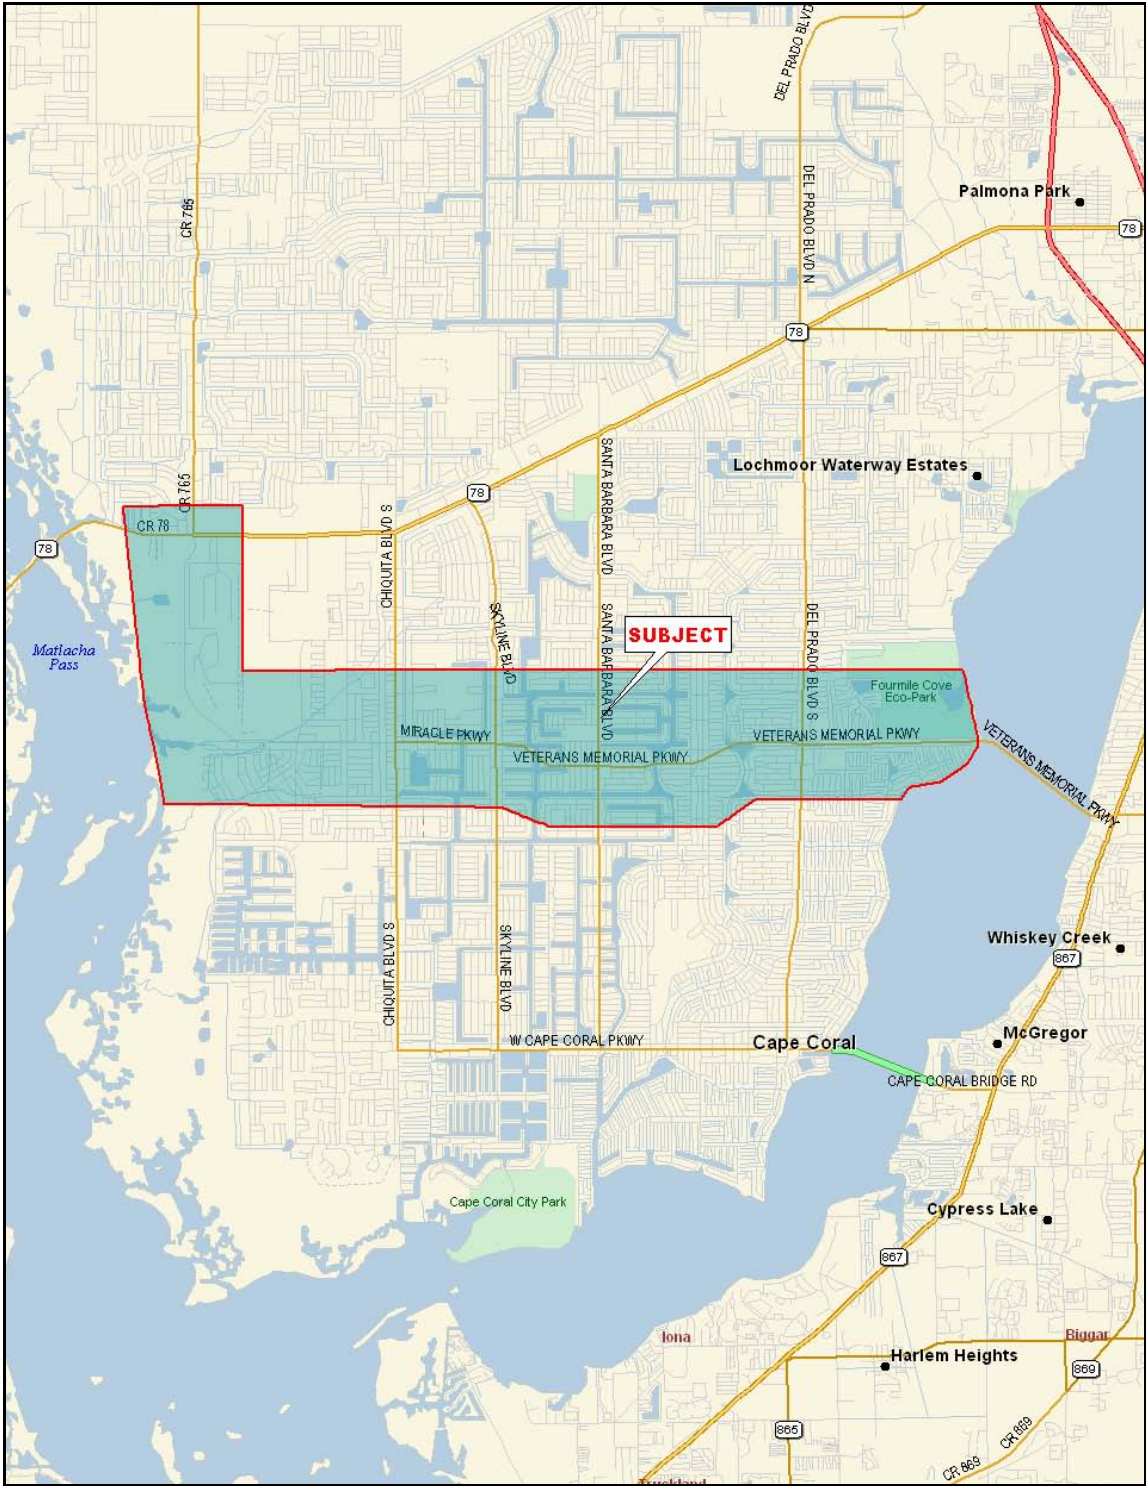 DEL PRADO BLVD
Palmona Park
CR 765
DEL PRADO BLVD N
78
78
Lochmoor Waterway Estates
SANTA BARBARA BLVD
CR 765
78
CR 78
78
CHIQUITA BLVD S
SKYLINE BLVD
SANTA BARBARA BLVD
DEL PRADO BLVD S
SUBJECT
Matlacha
Pass
Fourmile Cove
Eco-Park
MIRACLE PKWY
VETERANS MEMORIAL PKWY
VETERANS MEMORIAL PKWY
VETERANS MEMORIAL PKWY
CHIQUITA BLVD S
SKYLINE BLVD
Whiskey Creek
867
W CAPE CORAL PKWY
Cape Coral
McGregor
CAPE CORAL BRIDGE RD
Cape Coral City Park
Cypress Lake
867
Iona
Biggar
Harlem Heights
869
865
CR 869
CR 869
Truckland